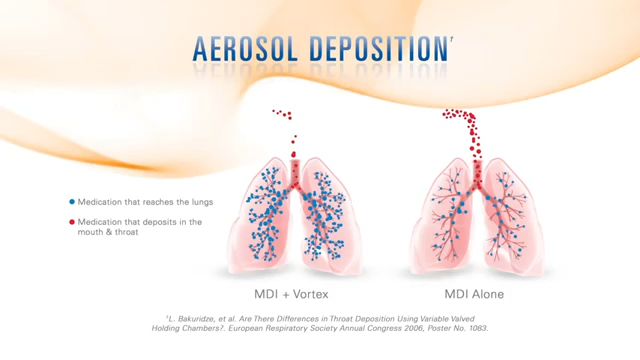 AEROSOL DEPOSITION†
Medication that reaches the lungs
Medication that deposits in the
mouth & throat
MDI + Vortex
MDI Alone
†L. Bakuridze, et al. Are There Differences in Throat Deposition Using Variable Valved
Holding Chambers?. European Respiratory Society Annual Congress 2006, Poster No. 1083.